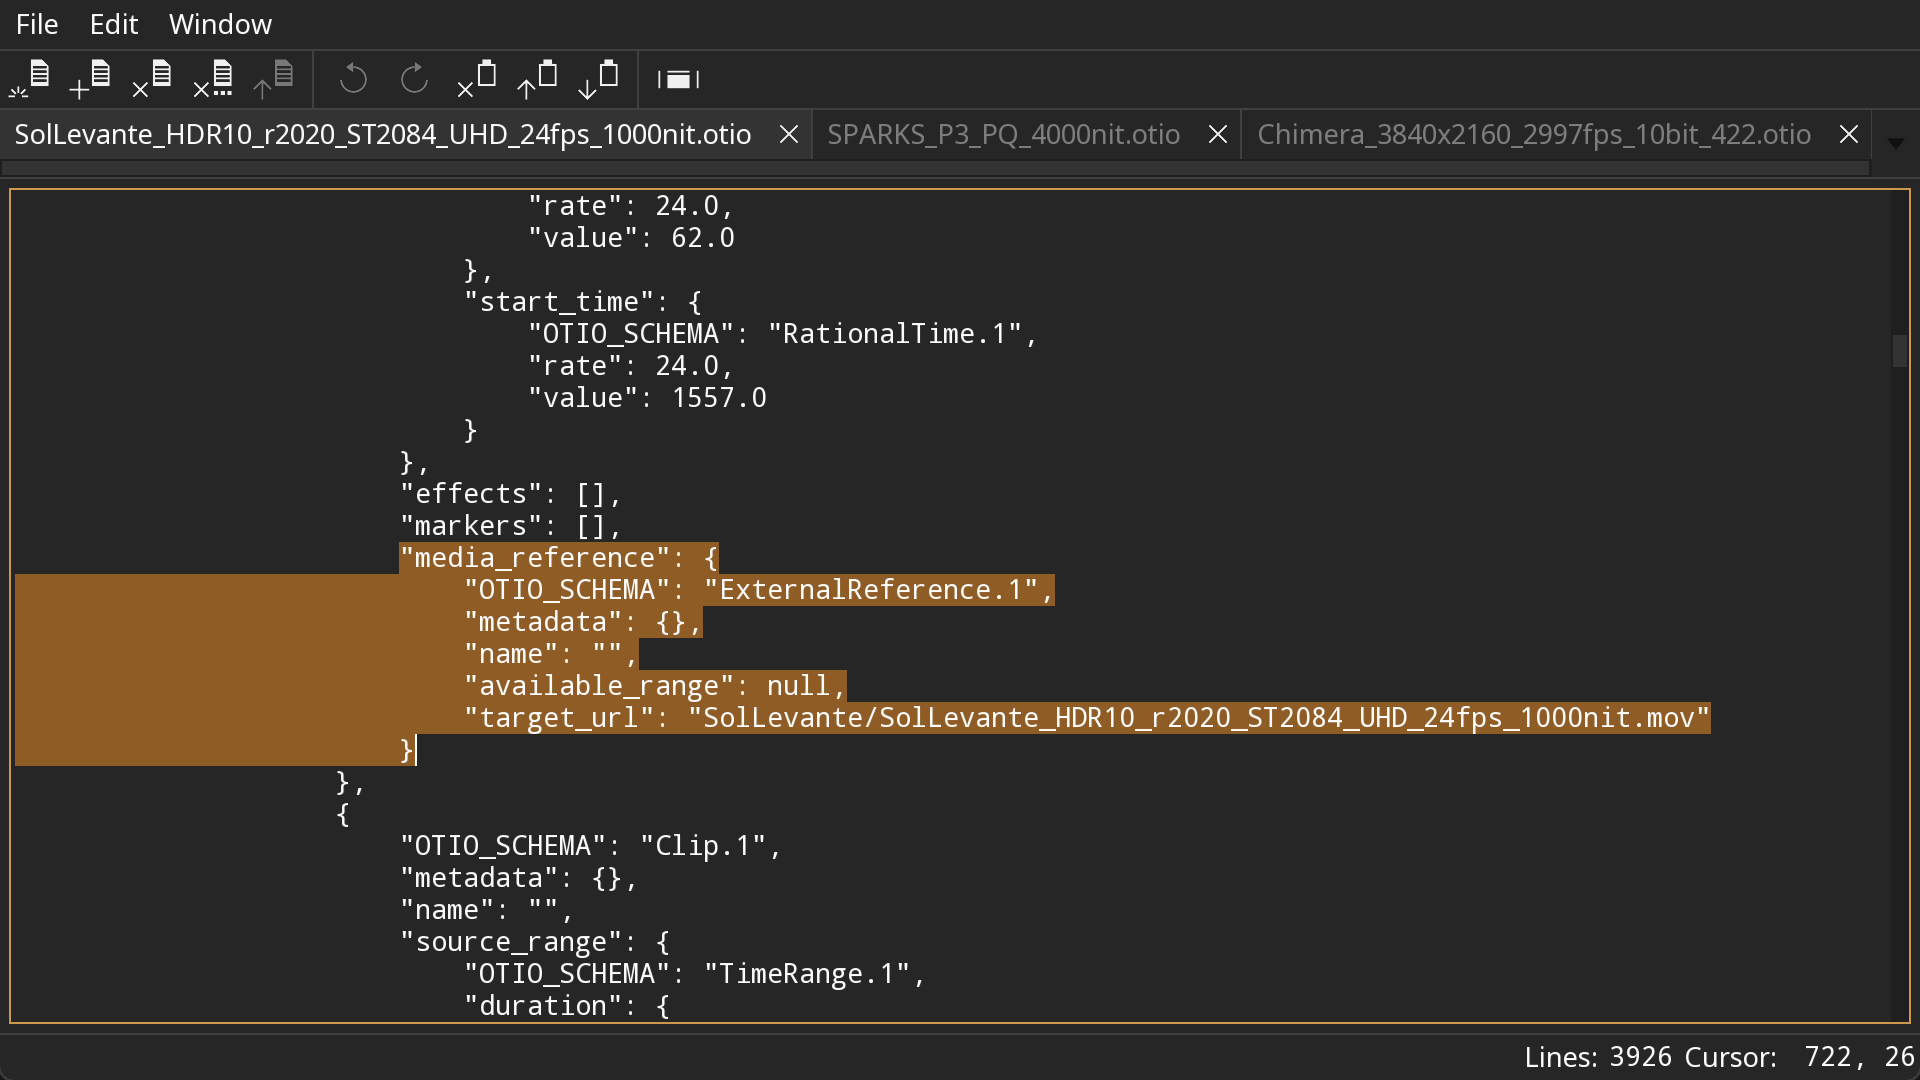 File Edit Window
SolLevante_HDR10_r2020_ST2084_UHD_24fps_1000nit.otio SPARKS_P3_PQ_4000nit.otio Chimera_3840x2160_2997fps_10bit_422.otio
"rate": 24.0,
"value": 62.0
},
"start_time": {
"OTIO_SCHEMA": "RationalTime.1",
"rate": 24.0,
"value": 1557.0
}
},
"effects": [],
"markers": [],
"media_reference": {
"OTIO_SCHEMA": "ExternalReference.1",
"metadata": {},
"name": "",
"available_range": null,
"target_url": "SolLevante/SolLevante_HDR10_r2020_ST2084_UHD_24fps_1000nit.mov"
}
},
{
"OTIO_SCHEMA": "Clip.1",
"metadata": {},
"name": "",
"source_range": {
"OTIO_SCHEMA": "TimeRange.1",
"duration": {
Lines: 3926 Cursor: 722, 26